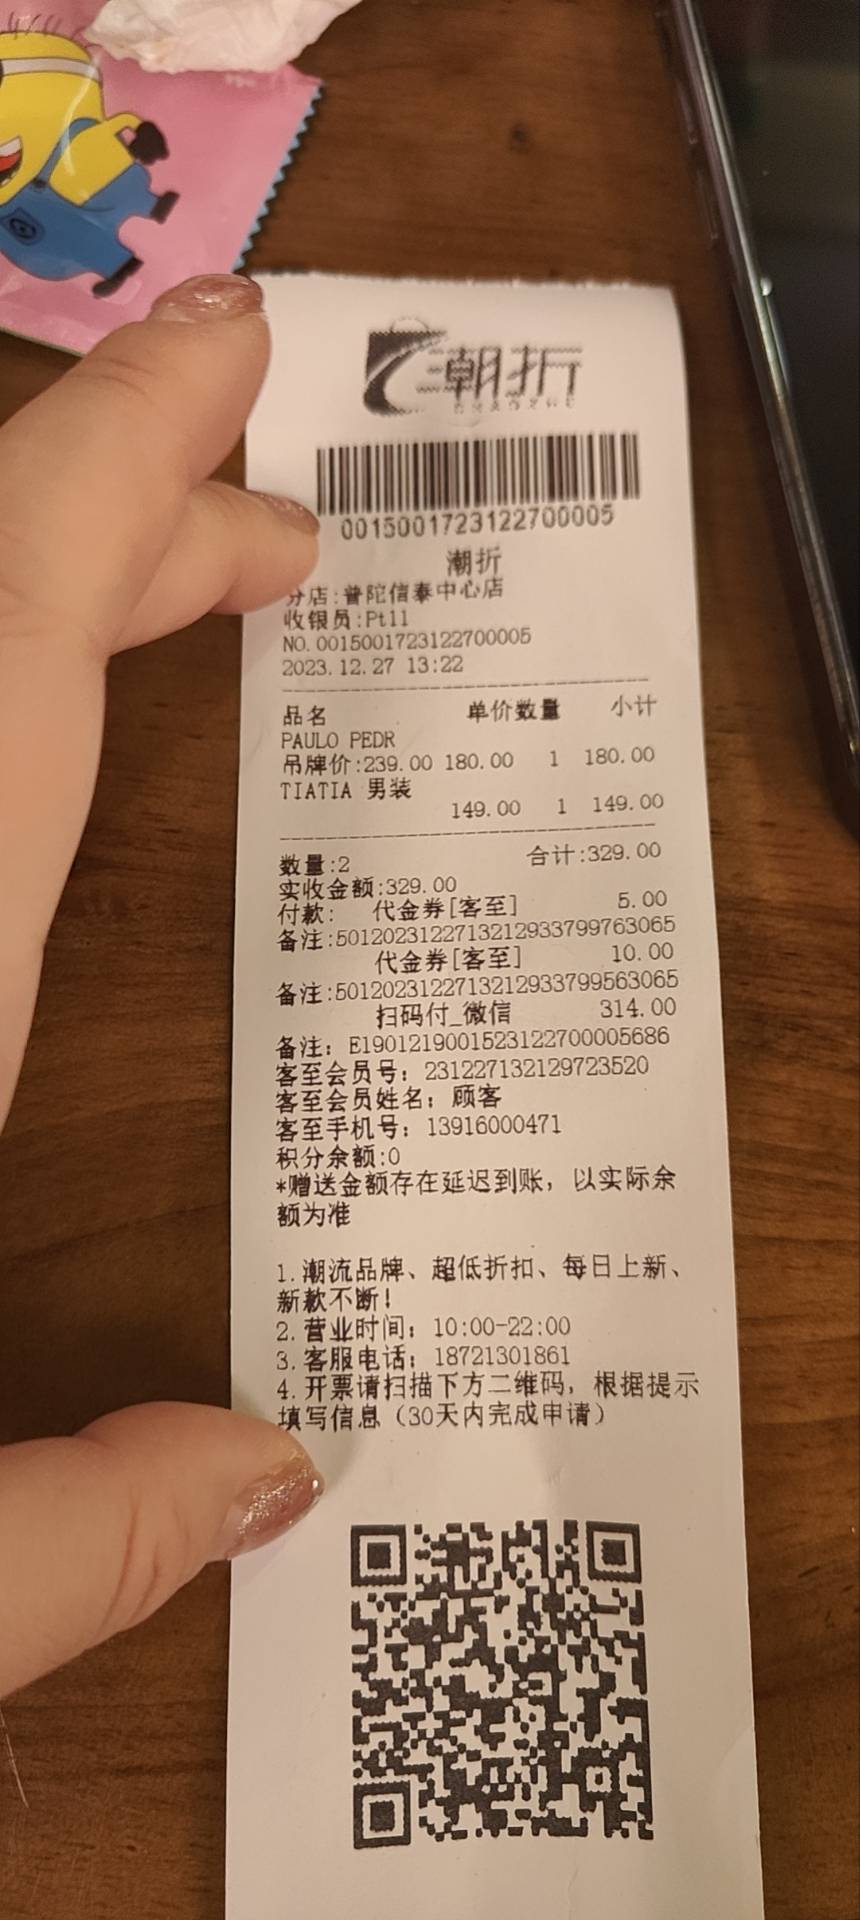 潮折
CHAOZHE
0015001723122700005
潮折
分店:普陀信泰中心店
收银员:Pt11
NO.0015001723122700005
2023.12.27 13:22
品名 单价数量 小计
PAULO PEDR
吊牌价:239.00 180.00 1 180.00
TIATIA 男装
149.00 1 149.00
数量:2 合计:329.00
实收金额:329.00
付款: 代金券[客至] 5.00
备注:50120231227132129337997630​65
代金券[客至] 10.00
备注:5012023122713212933799563065
扫码付_微信 314.00
备注: E19012190015231227000​05686
客至会员号: 231227132129723520
客至会员姓名: 顾客
客至手机号: 13916000471
积分余额:0
*赠送金额存在延迟到账, 以实际余
额为准
1.潮流品牌、超低折扣、每日上新、
新款不断!
2.营业时间: 10:00-22:00
3.客服电话: 18721301861
4.开票请扫描下方二维码, 根据提示
填写信息 (30天内完成申请)